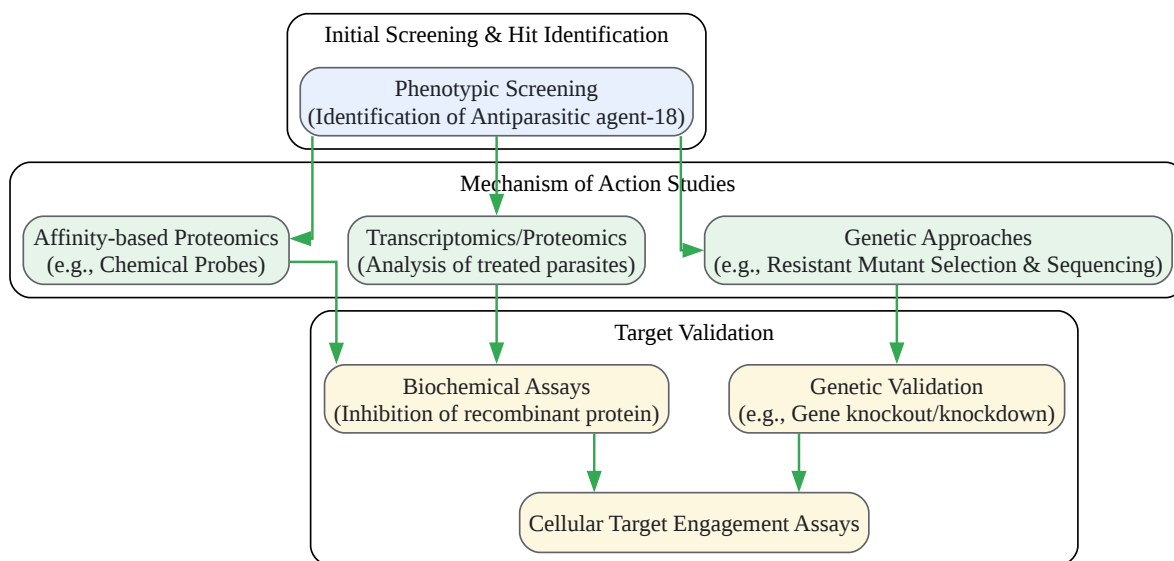 Initial Screening & Hit Identification
Phenotypic Screening
(Identification of Antiparasitic agent-18)
Mechanism of Action Studies
Affinity-based Proteomics
(e.g., Chemical Probes)
Transcriptomics/Proteomics
(Analysis of treated parasites)
Genetic Approaches
(e.g., Resistant Mutant Selection & Sequencing)
Target Validation
Biochemical Assays
(Inhibition of recombinant protein)
Genetic Validation
(e.g., Gene knockout/knockdown)
Cellular Target Engagement Assays